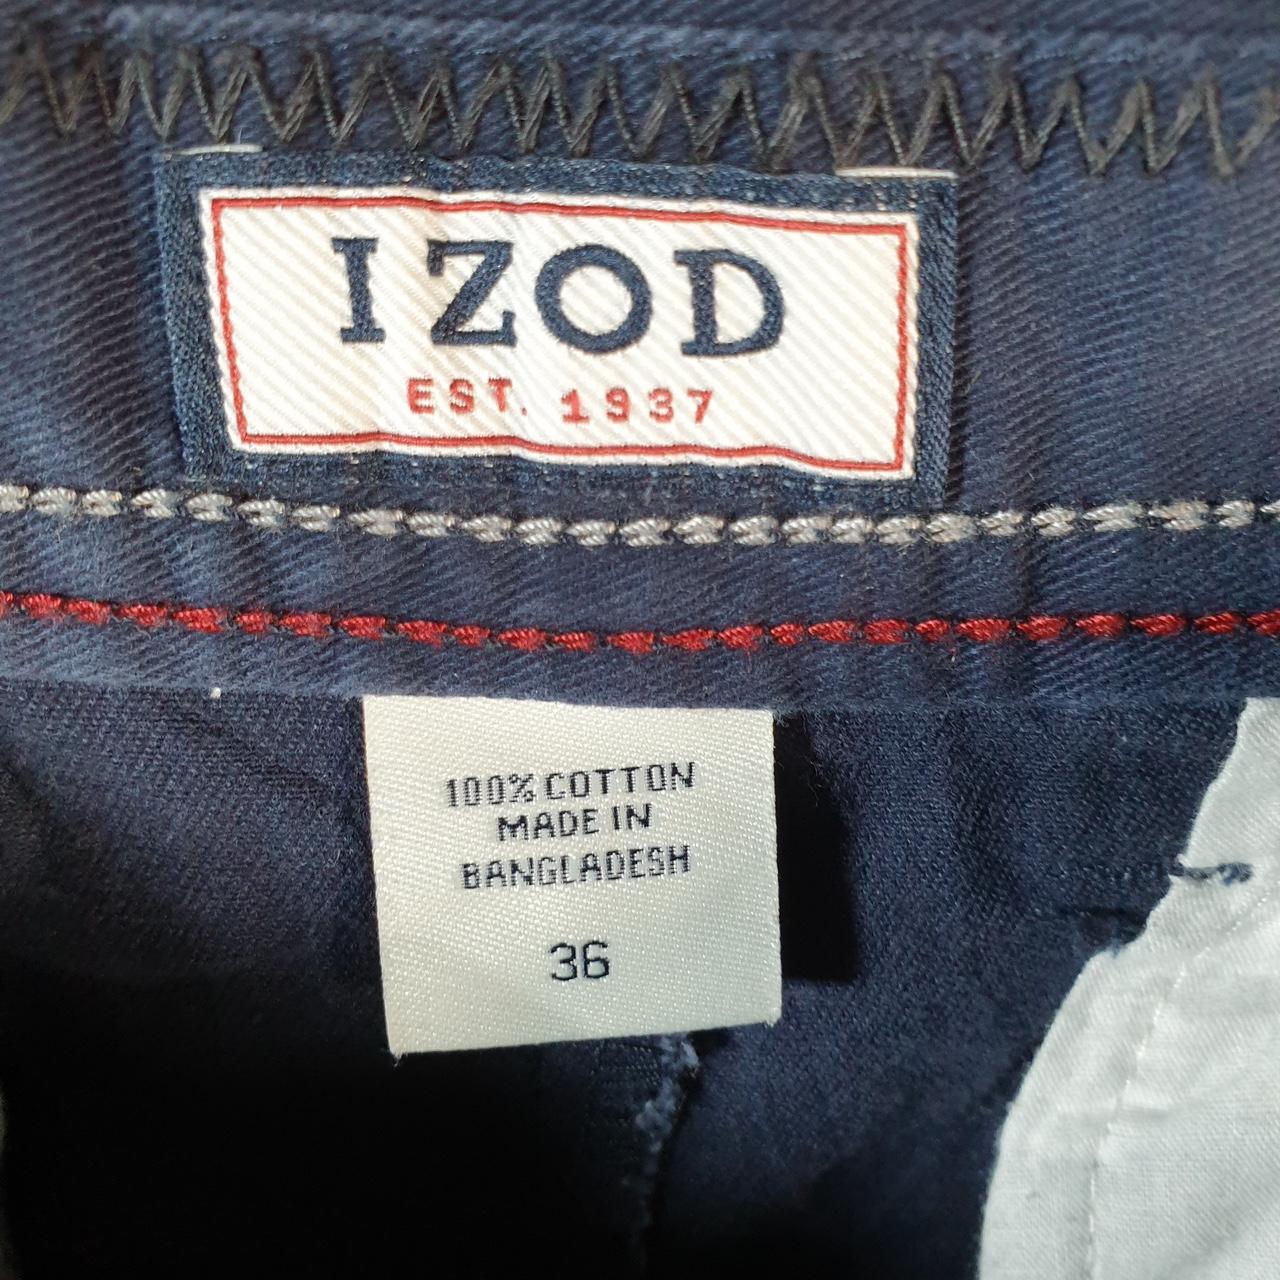 IZOD
EST. 1937
100% COTTON
MADE IN
BANGLADESH
36